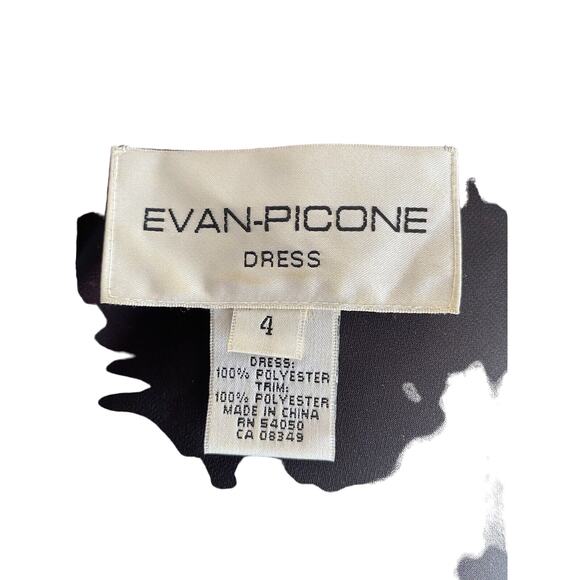 EVAN-PICONE
DRESS
4
DRESS:
100% POLYESTER
TRIM:
100% POLYESTER
MADE IN CHINA
RN 54050
CA 08349